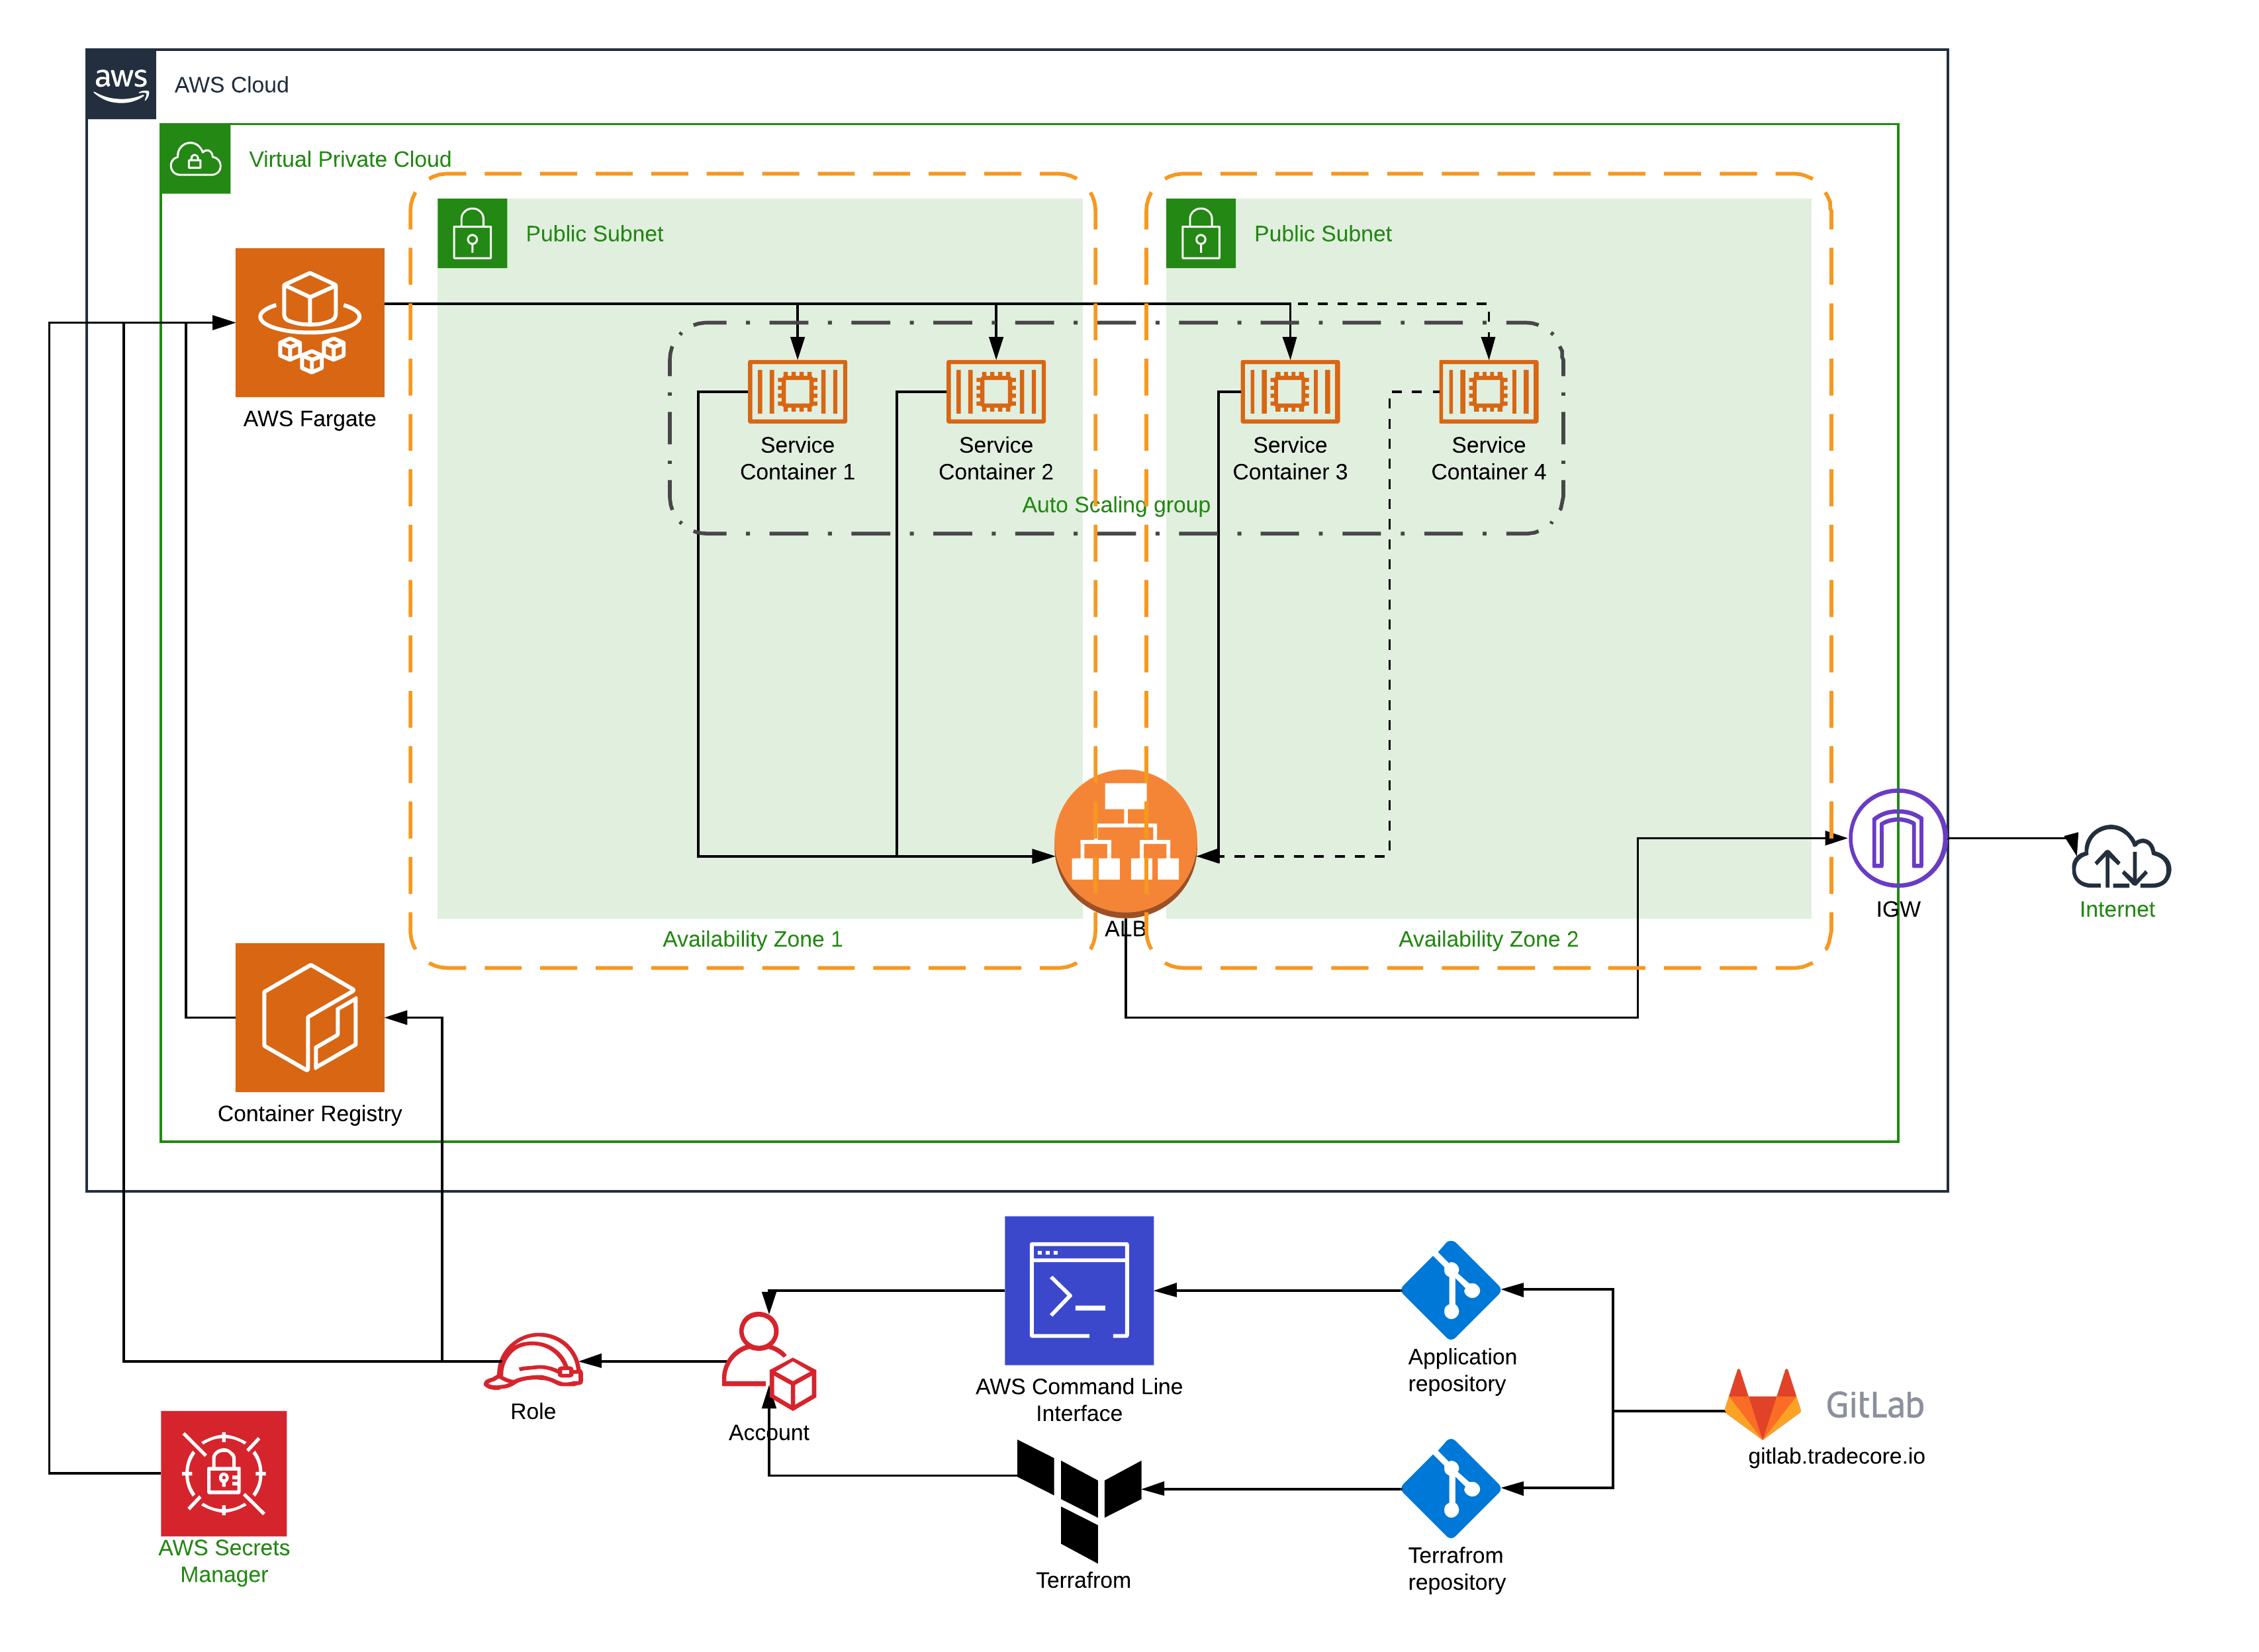 aws
AWS Cloud
Virtual Private Cloud
Public Subnet
Public Subnet
AWS Fargate
Service
Container 1
Service
Container 2
Service
Container 3
Service
Container 4
Auto Scaling group
ALB
IGW
Internet
Availability Zone 1
Availability Zone 2
Container Registry
Application
repository
AWS Command Line
Interface
Role
Account
GitLab
gitlab.tradecore.io
AWS Secrets
Manager
Terrafrom
Terrafrom
repository